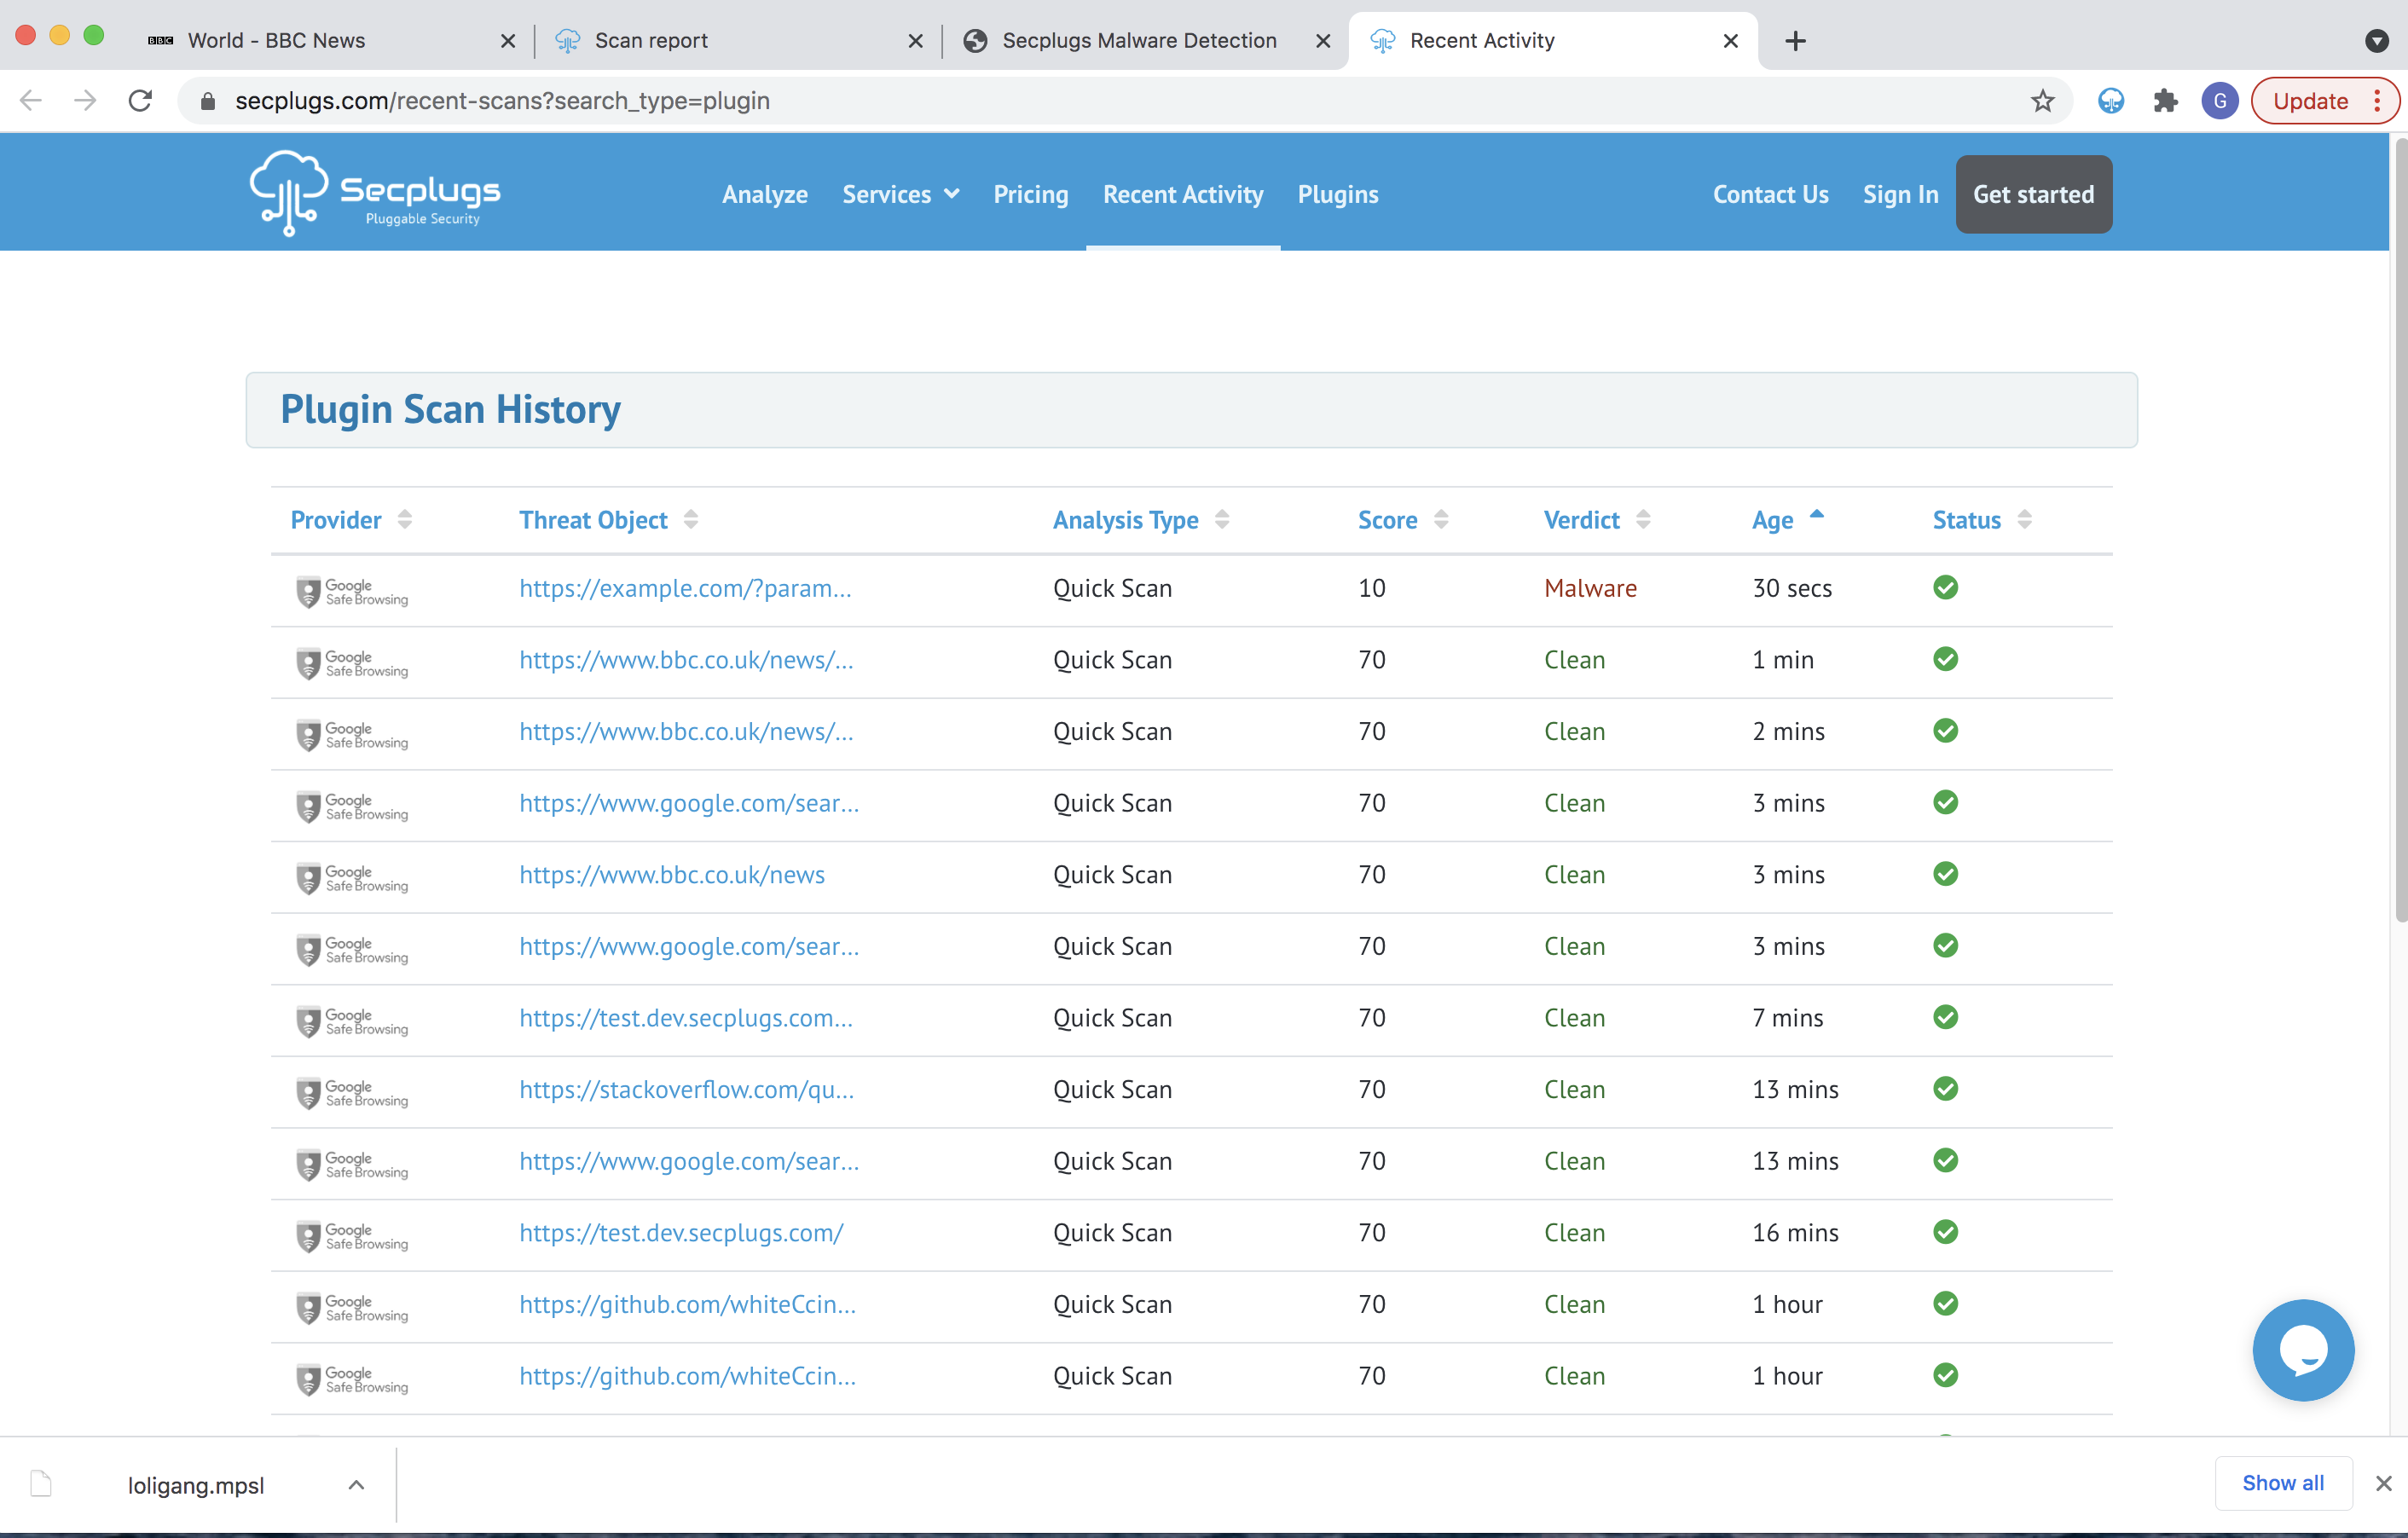 BBC World - BBC News Scan report Secplugs Malware Detection Recent Activity
secplugs.com/recent-scans?search_type=plugin G Update
Secplugs
Pluggable Security
Analyze Services Pricing Recent Activity Plugins Contact Us Sign In Get started
Plugin Scan History
Provider Threat Object Analysis Type Score Verdict Age Status
Google Safe Browsing https://example.com/?param... Quick Scan 10 Malware 30 secs
Google Safe Browsing https://www.bbc.co.uk/news/... Quick Scan 70 Clean 1 min
Google Safe Browsing https://www.bbc.co.uk/news/... Quick Scan 70 Clean 2 mins
Google Safe Browsing https://www.google.com/sear... Quick Scan 70 Clean 3 mins
Google Safe Browsing https://www.bbc.co.uk/news Quick Scan 70 Clean 3 mins
Google Safe Browsing https://www.google.com/sear... Quick Scan 70 Clean 3 mins
Google Safe Browsing https://test.dev.secplugs.com... Quick Scan 70 Clean 7 mins
Google Safe Browsing https://stackoverflow.com/qu... Quick Scan 70 Clean 13 mins
Google Safe Browsing https://www.google.com/sear... Quick Scan 70 Clean 13 mins
Google Safe Browsing https://test.dev.secplugs.com/ Quick Scan 70 Clean 16 mins
Google Safe Browsing https://github.com/whiteCcin... Quick Scan 70 Clean 1 hour
Google Safe Browsing https://github.com/whiteCcin... Quick Scan 70 Clean 1 hour
loligang.mpsl Show all